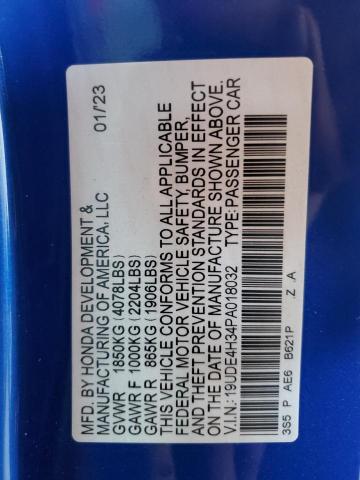 MFD. BY HONDA DEVELOPMENT &
MANUFACTURING OF AMERICA, LLC 01/23
GVWR 1850KG (4078LBS)
GAWR F 1000KG (2204LBS)
GAWR R 865KG (1906LBS)
THIS VEHICLE CONFORMS TO ALL APPLICABLE
FEDERAL MOTOR VEHICLE SAFETY, BUMPER,
AND THEFT PREVENTION STANDARDS IN EFFECT
ON THE DATE OF MANUFACTURE SHOWN ABOVE.
V.I.N.: 19UDE4H34PA018032 TYPE:PASSENGER CAR
3S5 P AE6 B621P Z A